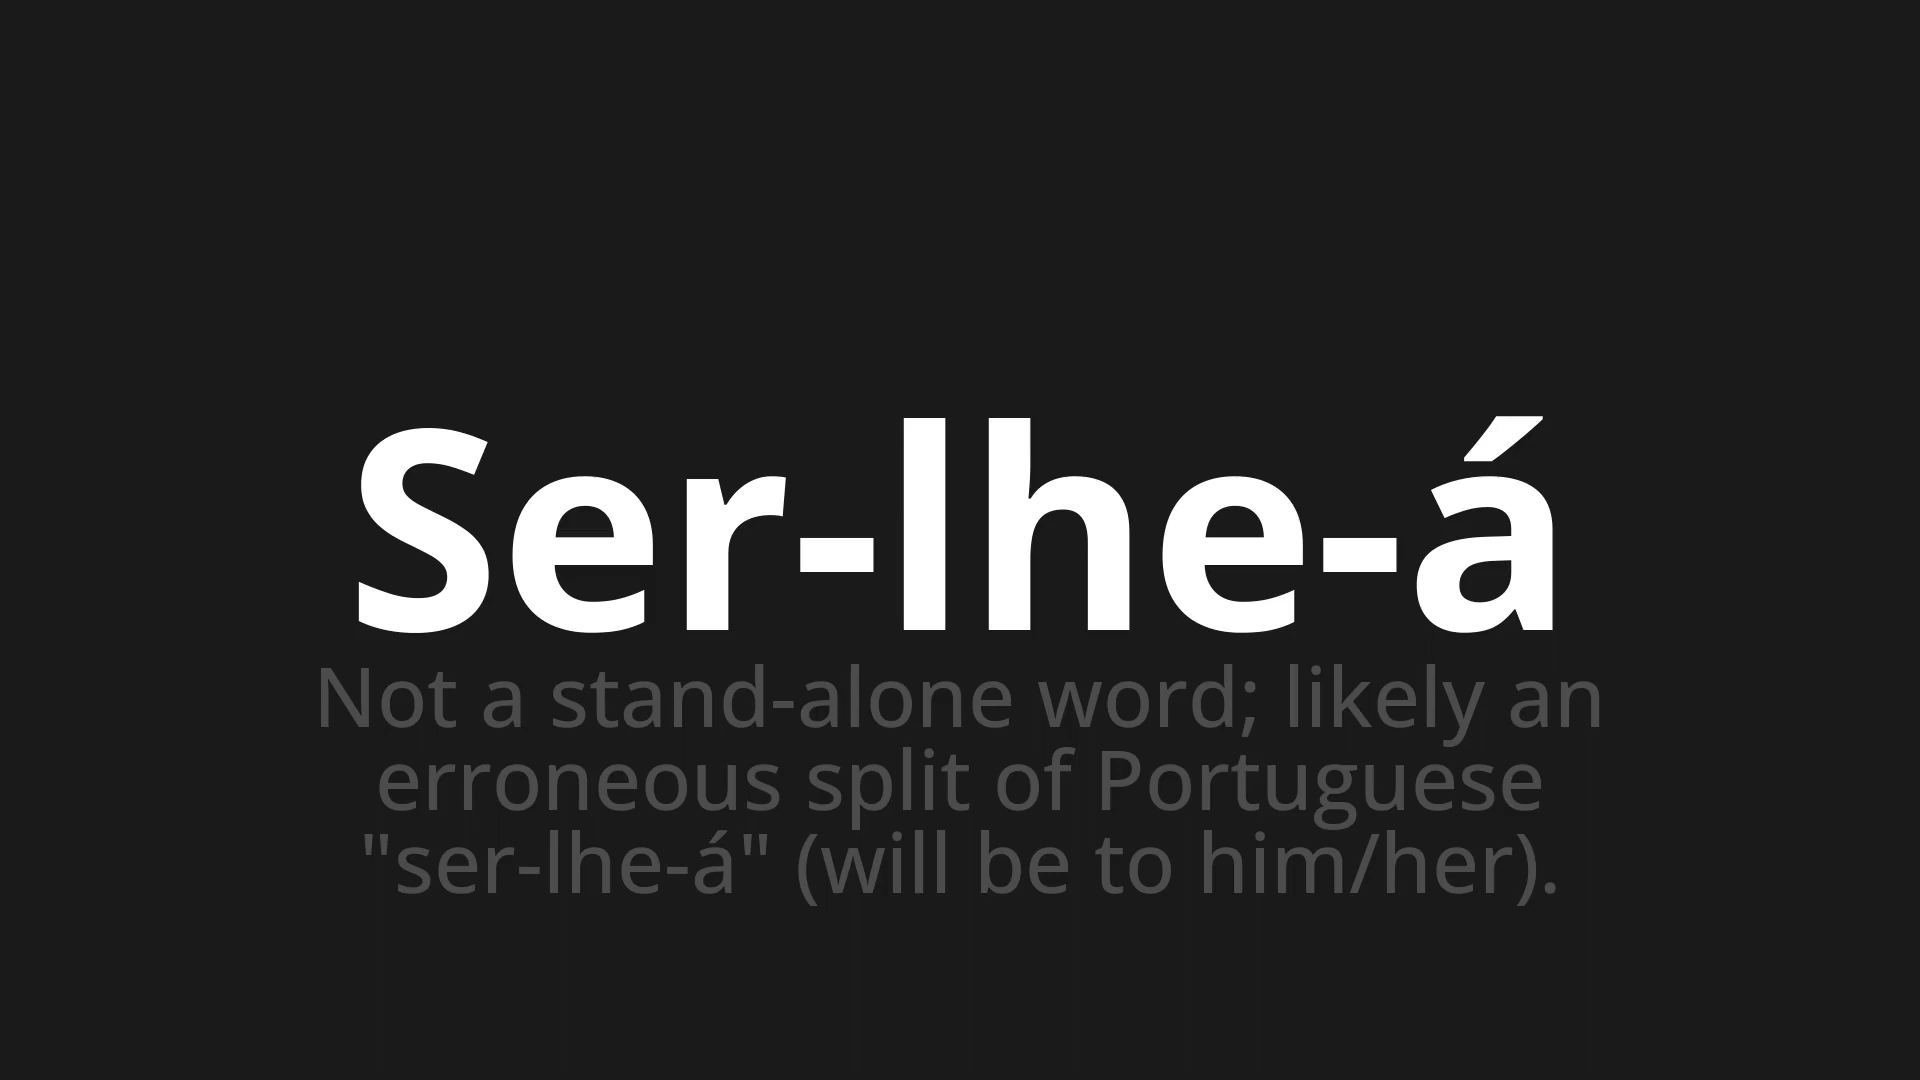 Ser-lhe-á
Not a stand-alone word; likely an
erroneous split of Portuguese
"ser-lhe-á" (will be to him/her).